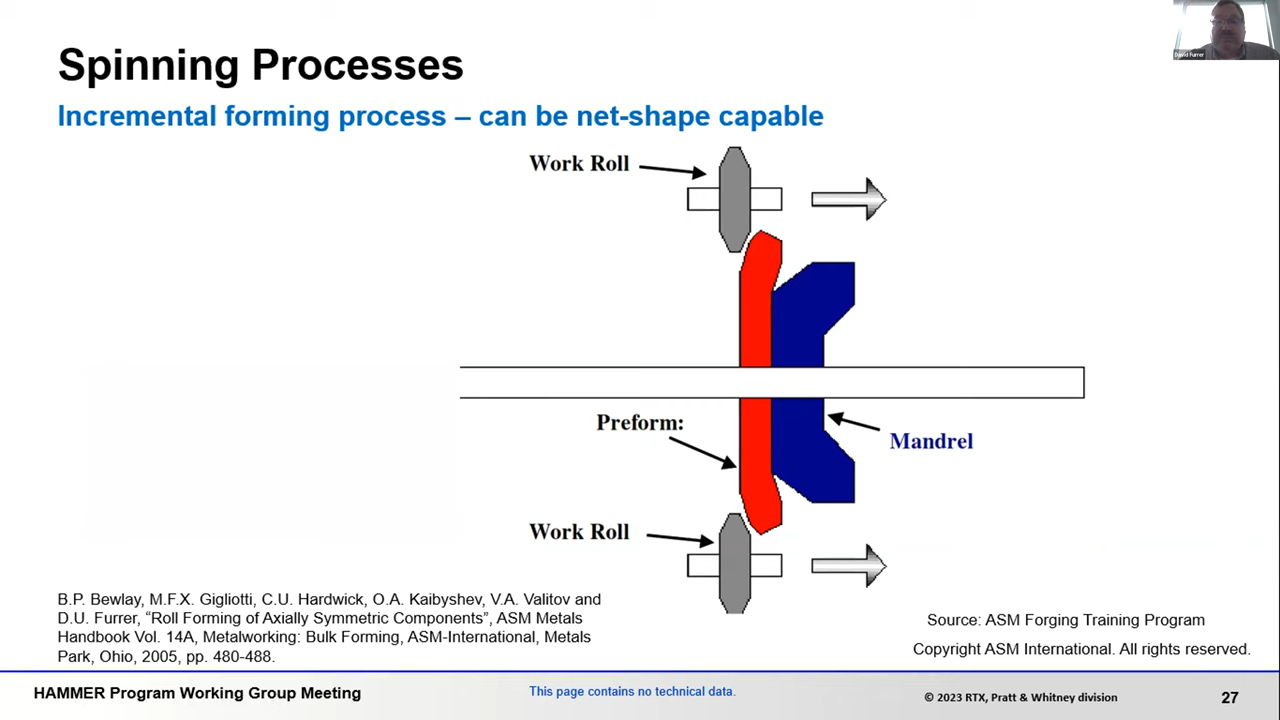 David Furrer
Spinning Processes
Incremental forming process – can be net-shape capable
Work Roll
Preform:
Mandrel
Work Roll
B.P. Bewlay, M.F.X. Gigliotti, C.U. Hardwick, O.A. Kaibyshev, V.A. Valitov and
D.U. Furrer, “Roll Forming of Axially Symmetric Components”, ASM Metals
Handbook Vol. 14A, Metalworking: Bulk Forming, ASM-International, Metals
Park, Ohio, 2005, pp. 480-488.
Source: ASM Forging Training Program
Copyright ASM International. All rights reserved.
HAMMER Program Working Group Meeting
This page contains no technical data.
© 2023 RTX, Pratt & Whitney division
27